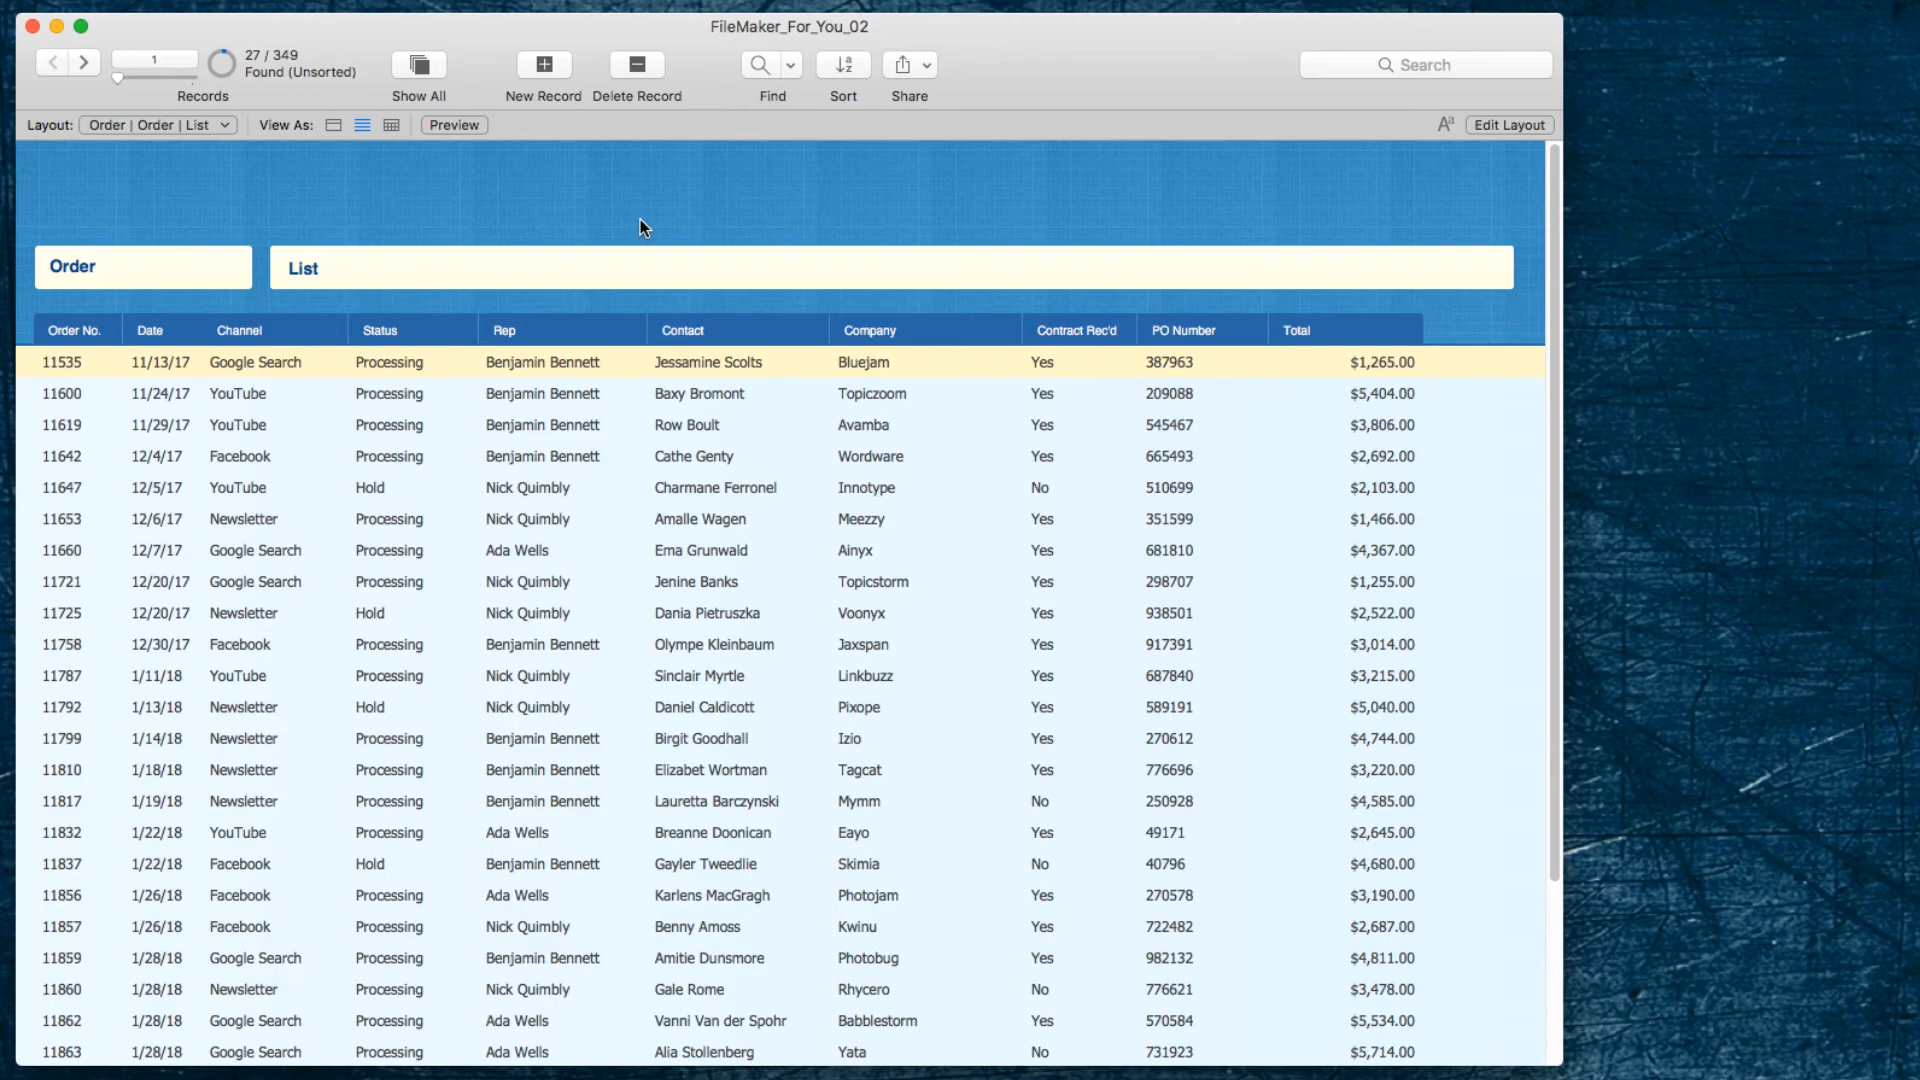 FileMaker_For_You_02
1
27 / 349
Found (Unsorted)
Records
Show All
New Record
Delete Record
Find
Sort
Share
Search
Layout: Order | Order | List View As: Preview Aa Edit Layout
Order
List
Order No. Date Channel Status Rep Contact Company Contract Rec'd PO Number Total
11535 11/13/17 Google Search Processing Benjamin Bennett Jessamine Scolts Bluejam Yes 387963 $1,265.00
11600 11/24/17 YouTube Processing Benjamin Bennett Baxy Bromont Topiczoom Yes 209088 $5,404.00
11619 11/29/17 YouTube Processing Benjamin Bennett Row Boult Avamba Yes 545467 $3,806.00
11642 12/4/17 Facebook Processing Benjamin Bennett Cathe Genty Wordware Yes 665493 $2,692.00
11647 12/5/17 YouTube Hold Nick Quimbly Charmane Ferronel Innotype No 510699 $2,103.00
11653 12/6/17 Newsletter Processing Nick Quimbly Amalle Wagen Meezzy Yes 351599 $1,466.00
11660 12/7/17 Google Search Processing Ada Wells Ema Grunwald Ainyx Yes 681810 $4,367.00
11721 12/20/17 Google Search Processing Nick Quimbly Jenine Banks Topicstorm Yes 298707 $1,255.00
11725 12/20/17 Newsletter Hold Nick Quimbly Dania Pietruszka Voonyx Yes 938501 $2,522.00
11758 12/30/17 Facebook Processing Benjamin Bennett Olympe Kleinbaum Jaxspan Yes 917391 $3,014.00
11787 1/11/18 YouTube Processing Nick Quimbly Sinclair Myrtle Linkbuzz Yes 687840 $3,215.00
11792 1/13/18 Newsletter Hold Nick Quimbly Daniel Caldicott Pixope Yes 589191 $5,040.00
11799 1/14/18 Newsletter Processing Benjamin Bennett Birgit Goodhall Izio Yes 270612 $4,744.00
11810 1/18/18 Newsletter Processing Benjamin Bennett Elizabet Wortman Tagcat Yes 776696 $3,220.00
11817 1/19/18 Newsletter Processing Benjamin Bennett Lauretta Barczynski Mymm No 250928 $4,585.00
11832 1/22/18 YouTube Processing Ada Wells Breanne Doonican Eayo Yes 49171 $2,645.00
11837 1/22/18 Facebook Hold Benjamin Bennett Gayler Tweedlie Skimia No 40796 $4,680.00
11856 1/26/18 Facebook Processing Ada Wells Karlens MacGragh Photojam Yes 270578 $3,190.00
11857 1/26/18 Facebook Processing Nick Quimbly Benny Amoss Kwinu Yes 722482 $2,687.00
11859 1/28/18 Google Search Processing Benjamin Bennett Amitie Dunsmore Photobug Yes 982132 $4,811.00
11860 1/28/18 Newsletter Processing Nick Quimbly Gale Rome Rhycero No 776621 $3,478.00
11862 1/28/18 Google Search Processing Ada Wells Vanni Van der Spohr Babblestorm Yes 570584 $5,534.00
11863 1/28/18 Google Search Processing Ada Wells Alia Stollenberg Yata No 731923 $5,714.00